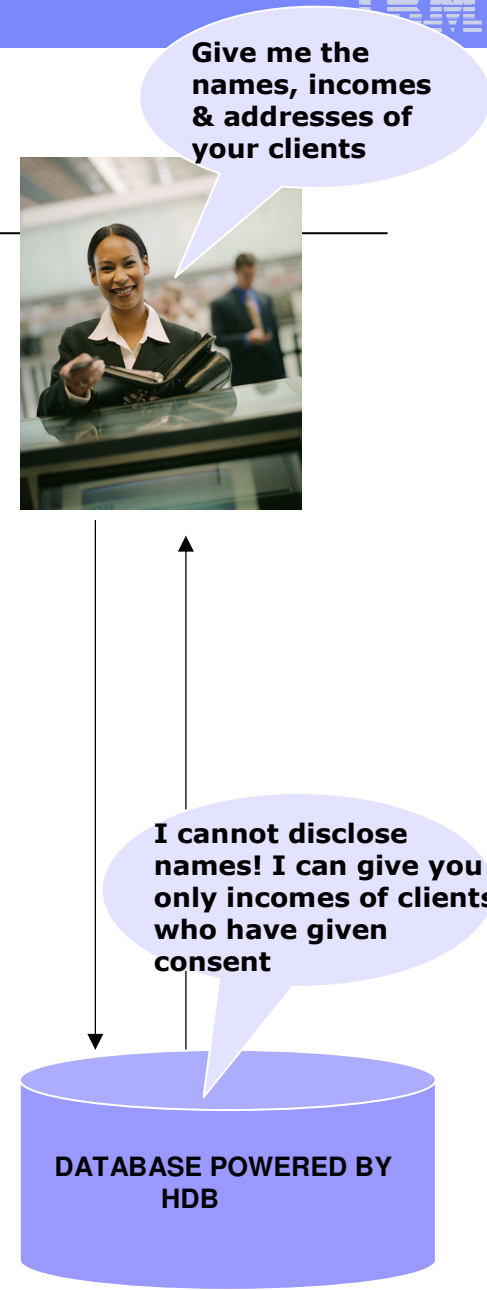 IBM
Give me the
names, incomes
& addresses of
your clients
I cannot disclose
names! I can give you
only incomes of clients
who have given
consent
DATABASE POWERED BY
HDB